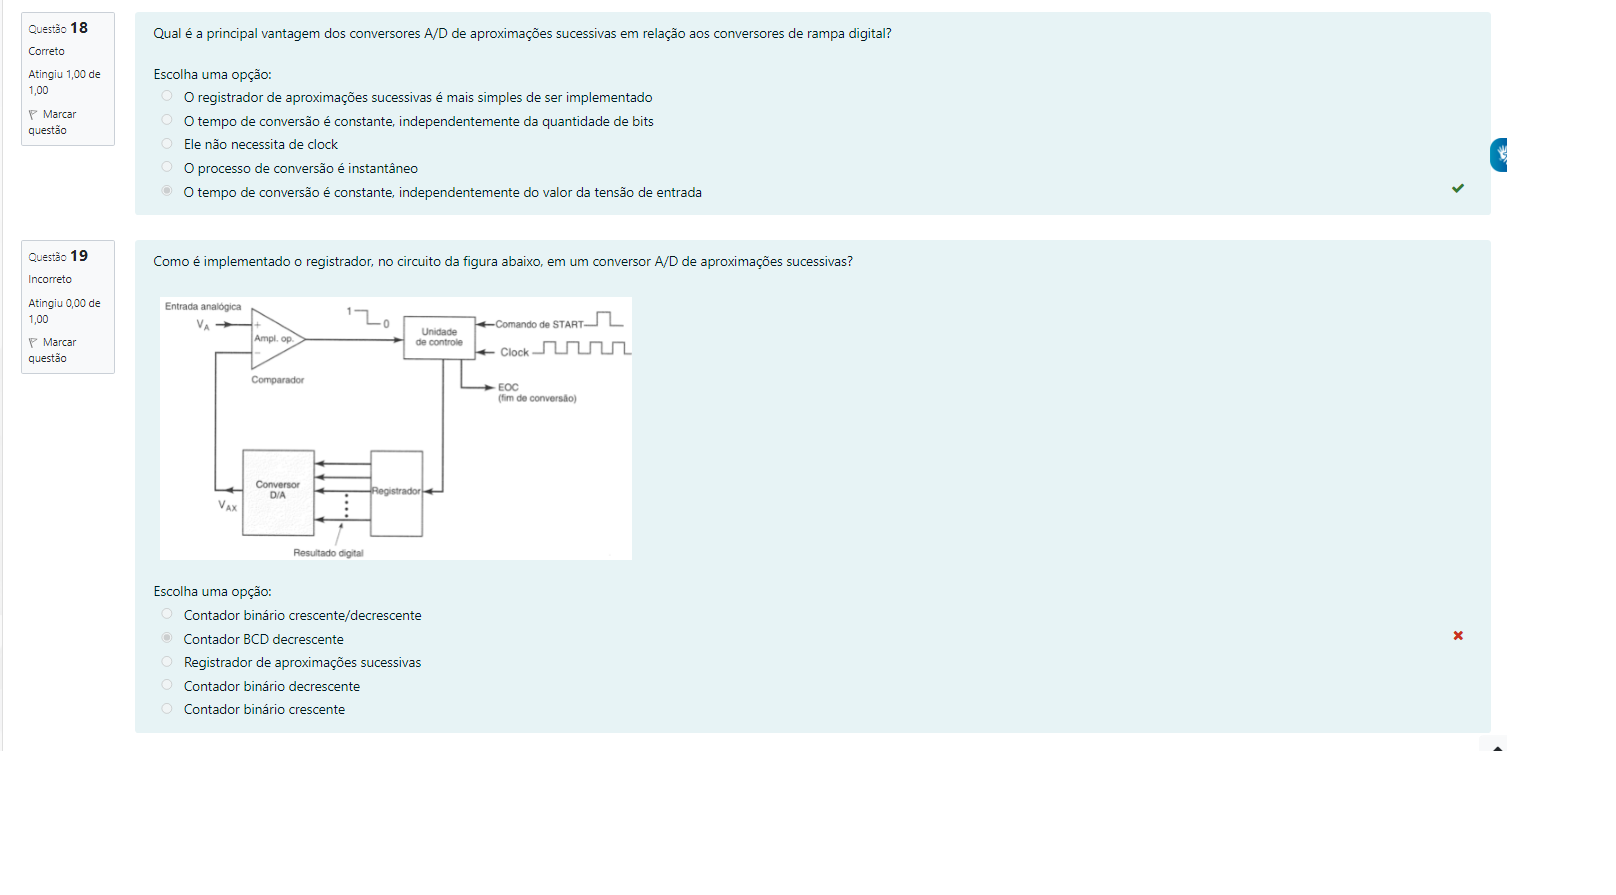 Questão 18
Correto
Atingiu 1,00 de
1,00
Marcar
questão
Qual é a principal vantagem dos conversores A/D de aproximações sucessivas em relação aos conversores de rampa digital?
Escolha uma opção:
O registrador de aproximações sucessivas é mais simples de ser implementado
O tempo de conversão é constante, independentemente da quantidade de bits
Ele não necessita de clock
O processo de conversão é instantâneo
O tempo de conversão é constante, independentemente do valor da tensão de entrada
Questão 19
Incorreto
Atingiu 0,00 de
1,00
Marcar
questão
Como é implementado o registrador, no circuito da figura abaixo, em um conversor A/D de aproximações sucessivas?
Entrada analógica
VA
+
Ampl. op.
−
Comparador
1
0
Unidade
de controle
Comando de START
Clock
EOC
(fim de conversão)
Conversor
D/A
Registrador
VAX
Resultado digital
Escolha uma opção:
Contador binário crescente/decrescente
Contador BCD decrescente
Registrador de aproximações sucessivas
Contador binário decrescente
Contador binário crescente